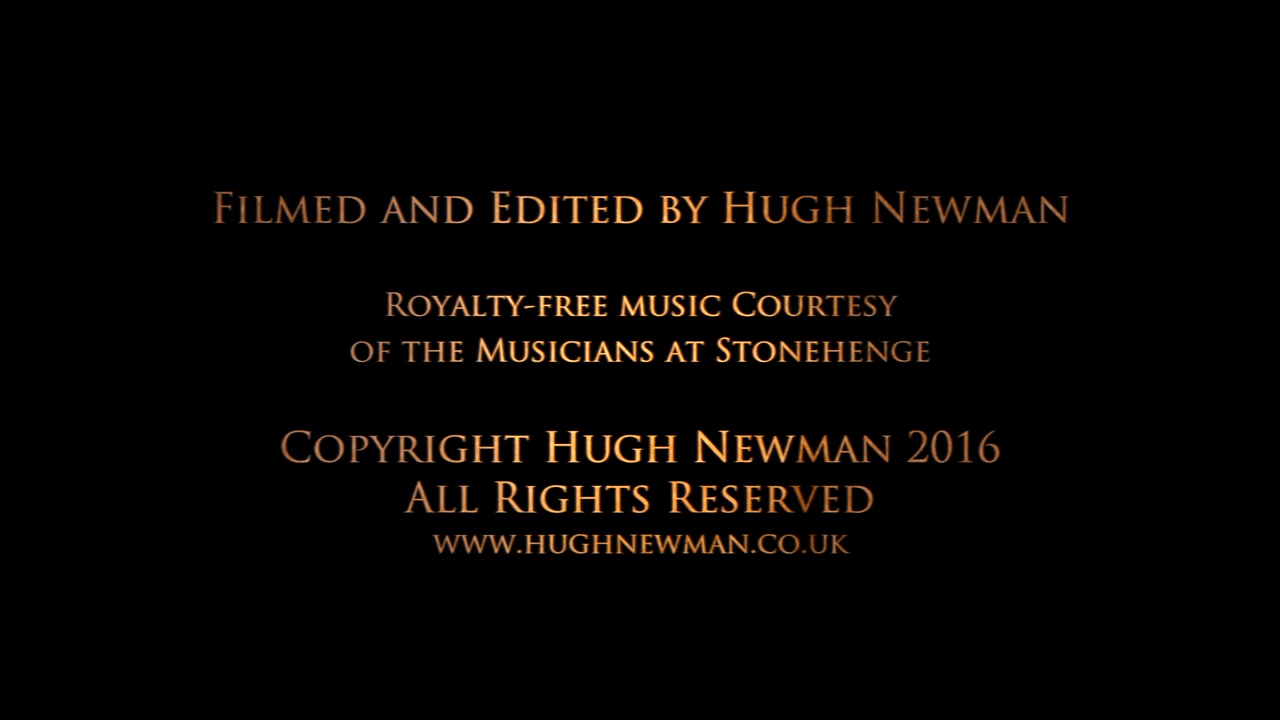 Filmed and Edited by Hugh Newman
Royalty-free music Courtesy
of the Musicians at Stonehenge
Copyright Hugh Newman 2016
All Rights Reserved
www.hughnewman.co.uk